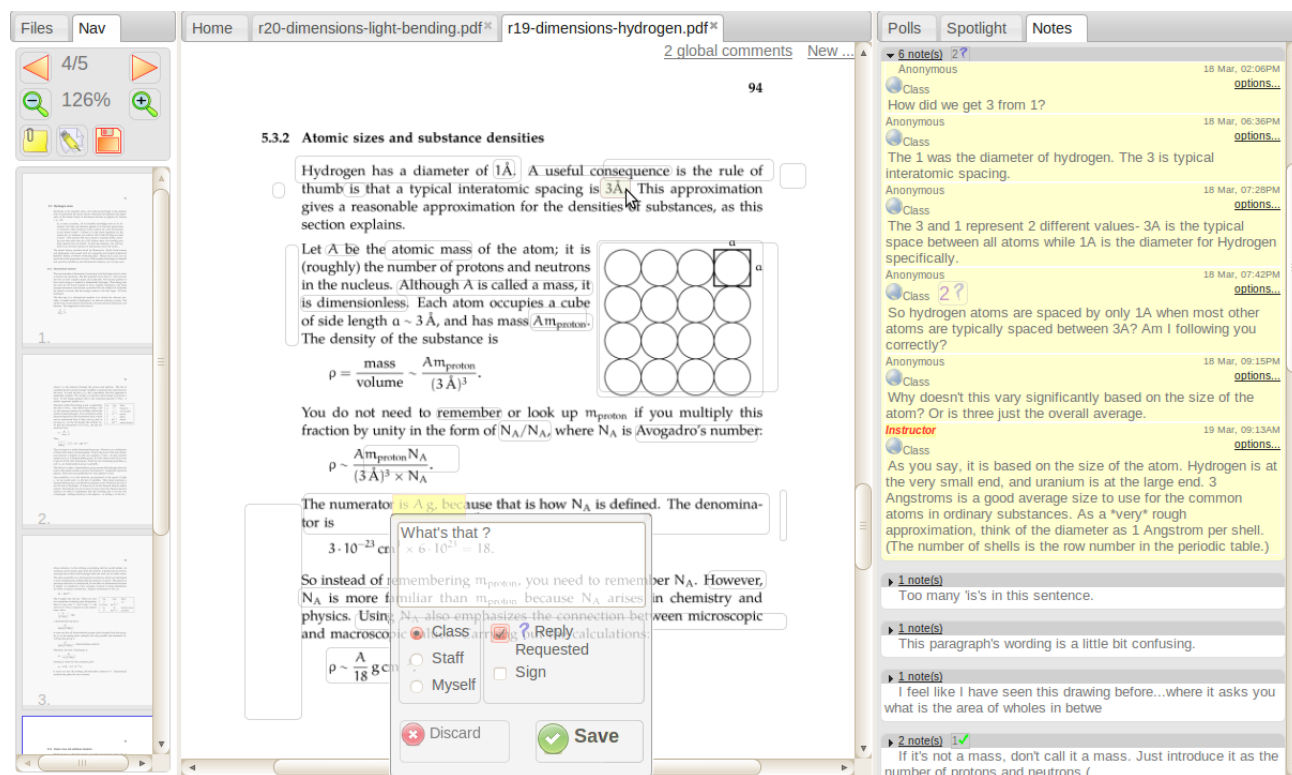 Files Nav
4/5
126%
1.
2.
3.
Home r20-dimensions-light-bending.pdf r19-dimensions-hydrogen.pdf
2 global comments New ...
94
5.3.2 Atomic sizes and substance densities
Hydrogen has a diameter of 1Å. A useful consequence is the rule of
thumb is that a typical interatomic spacing is 3Å. This approximation
gives a reasonable approximation for the densities of substances, as this
section explains.
Let A be the atomic mass of the atom; it is
(roughly) the number of protons and neutrons
in the nucleus. Although A is called a mass, it
is dimensionless. Each atom occupies a cube
of side length a ~ 3 Å, and has mass Am_proton.
The density of the substance is
a
a
ρ = mass/volume ~ Am_proton/(3 Å)³.
You do not need to remember or look up m_proton if you multiply this
fraction by unity in the form of N_A/N_A, where N_A is Avogadro's number:
ρ ~ Am_proton N_A/(3 Å)³ × N_A.
The numerator is A g, because that is how N_A is defined. The denomina-
tor is
3·10⁻²³ cm × 6·10²³ = 18.
So instead of remembering m_proton, you need to remember N_A. However,
N_A is more familiar than m_proton because N_A arises in chemistry and
physics. Using N_A also emphasizes the connection between microscopic
and macroscopic calculations:
ρ ~ A/18 g cm
What's that ?
Class
Staff
Myself
? Reply
Requested
Sign
Discard
Save
Polls Spotlight Notes
6 note(s) 2?
Anonymous 18 Mar, 02:06PM
Class options...
How did we get 3 from 1?
Anonymous 18 Mar, 06:36PM
Class options...
The 1 was the diameter of hydrogen. The 3 is typical
interatomic spacing.
Anonymous 18 Mar, 07:28PM
Class options...
The 3 and 1 represent 2 different values- 3A is the typical
space between all atoms while 1A is the diameter for Hydrogen
specifically.
Anonymous 18 Mar, 07:42PM
Class 2? options...
So hydrogen atoms are spaced by only 1A when most other
atoms are typically spaced between 3A? Am I following you
correctly?
Anonymous 18 Mar, 09:15PM
Class options...
Why doesn't this vary significantly based on the size of the
atom? Or is three just the overall average.
Instructor 19 Mar, 09:13AM
Class options...
As you say, it is based on the size of the atom. Hydrogen is at
the very small end, and uranium is at the large end. 3
Angstroms is a good average size to use for the common
atoms in ordinary substances. As a *very* rough
approximation, think of the diameter as 1 Angstrom per shell.
(The number of shells is the row number in the periodic table.)
1 note(s)
Too many 'is's in this sentence.
1 note(s)
This paragraph's wording is a little bit confusing.
1 note(s)
I feel like I have seen this drawing before...where it asks you
what is the area of wholes in betwe
2 note(s) 1
If it's not a mass, don't call it a mass. Just introduce it as the
number of protons and neutrons (